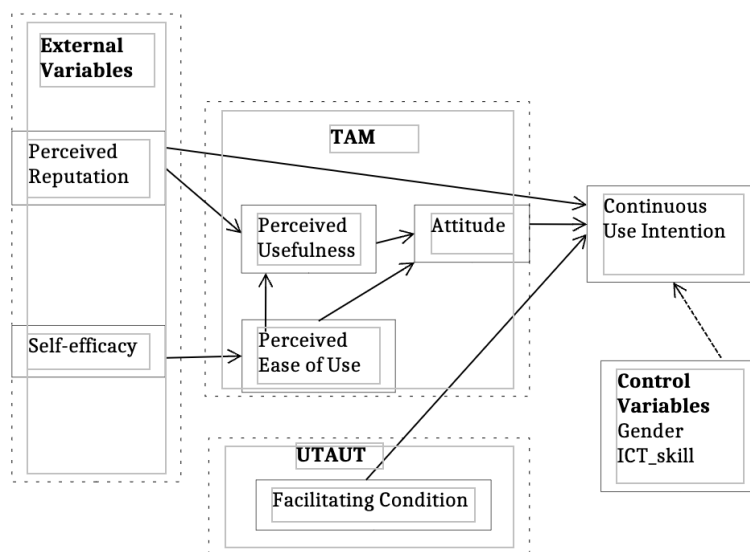 External
Variables
Perceived
Reputation
Self-efficacy
TAM
Perceived
Usefulness
Attitude
Perceived
Ease of Use
UTAUT
Facilitating Condition
Continuous
Use Intention
Control
Variables
Gender
ICT_skill